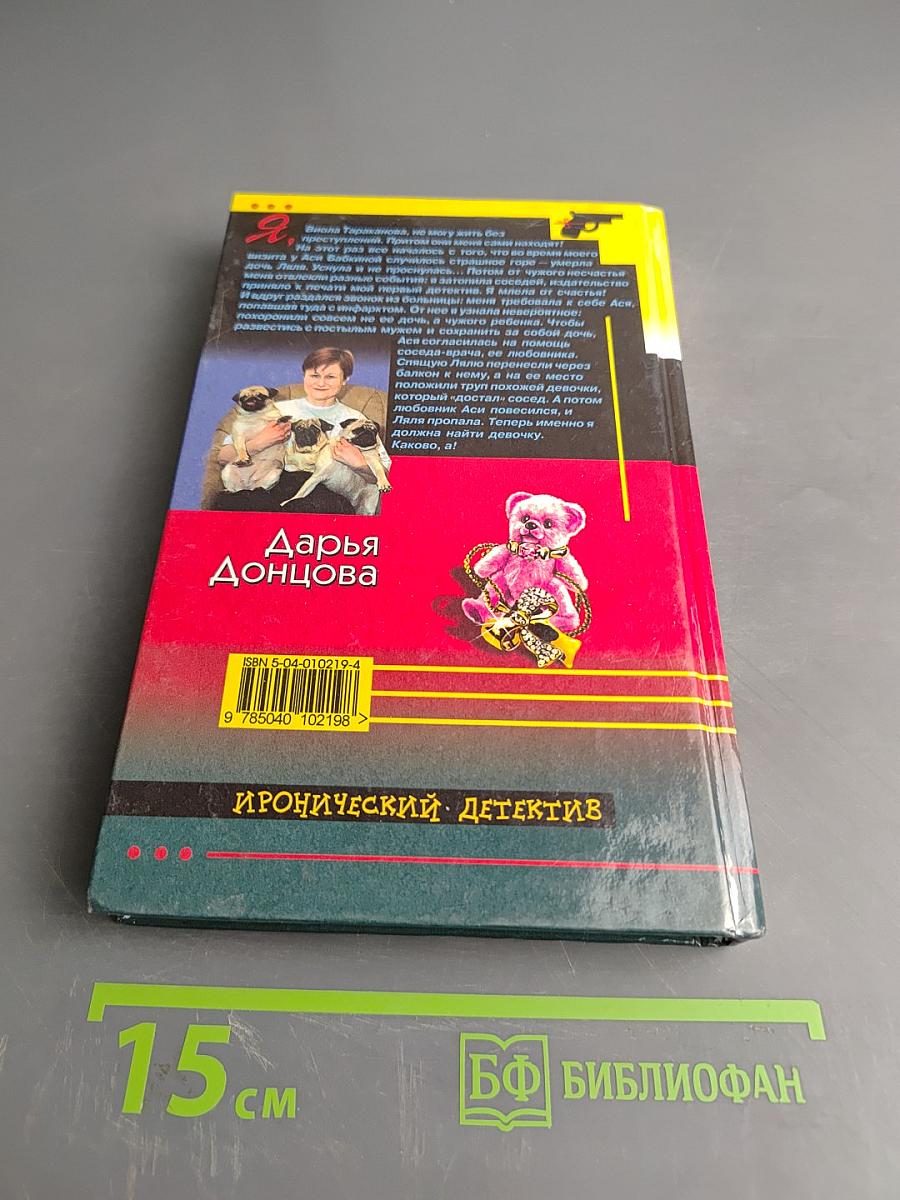 Я, Виола Тараканова, не могу жить без
преступлений. Притом они меня сами находят!
На этот раз все началось с того, что во время моего
визита у Аси Бабкиной случилось страшное горе — умерла
дочь Ляля. Уснула и не проснулась... Потом от чужого несчастья
меня отвлекли разные события: я затопила соседей, издательство
приняло к печати мой первый детектив. Я млела от счастья!
И вдруг раздался звонок из больницы: меня требовала к себе Ася,
попавшая туда с инфарктом. От нее я узнала невероятное:
похоронили совсем не ее дочь, а чужого ребенка. Чтобы
развестись с постылым мужем и сохранить за собой дочь,
Ася согласилась на помощь
соседа-врача, ее любовника.
Спящую Лялю перенесли через
балкон к нему, а на ее место
положили труп похожей девочки,
который «достал» сосед. А потом
любовник Аси повесился, и
Ляля пропала. Теперь именно я
должна найти девочку.
Каково, а!
Дарья
Донцова
ISBN 5-04-010219-4
9 785040 102198 >
ИРОНИЧЕСКИЙ ДЕТЕКТИВ
15 см
БФ БИБЛИОФАН